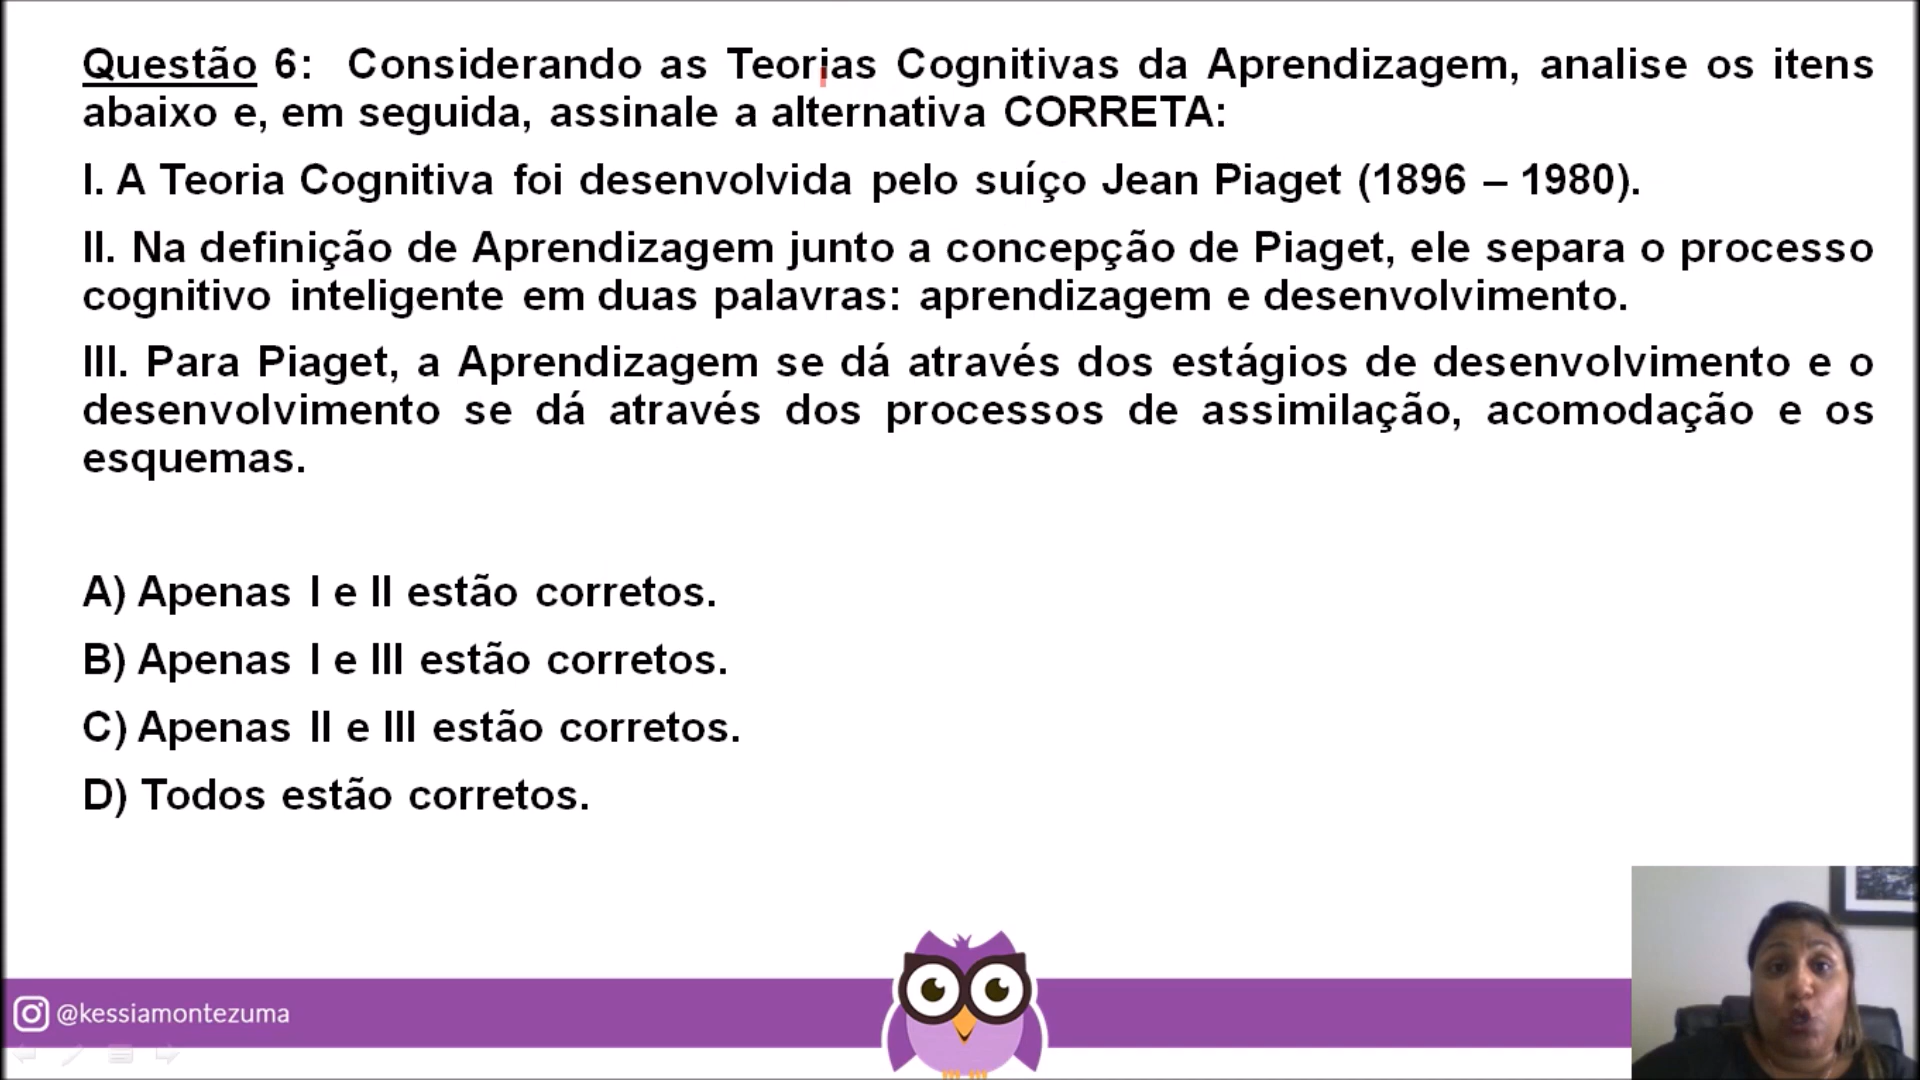 Questão 6: Considerando as Teorias Cognitivas da Aprendizagem, analise os itens
abaixo e, em seguida, assinale a alternativa CORRETA:
I. A Teoria Cognitiva foi desenvolvida pelo suíço Jean Piaget (1896 – 1980).
II. Na definição de Aprendizagem junto a concepção de Piaget, ele separa o processo
cognitivo inteligente em duas palavras: aprendizagem e desenvolvimento.
III. Para Piaget, a Aprendizagem se dá através dos estágios de desenvolvimento e o
desenvolvimento se dá através dos processos de assimilação, acomodação e os
esquemas.
A) Apenas I e II estão corretos.
B) Apenas I e III estão corretos.
C) Apenas II e III estão corretos.
D) Todos estão corretos.
@kessiamontezuma